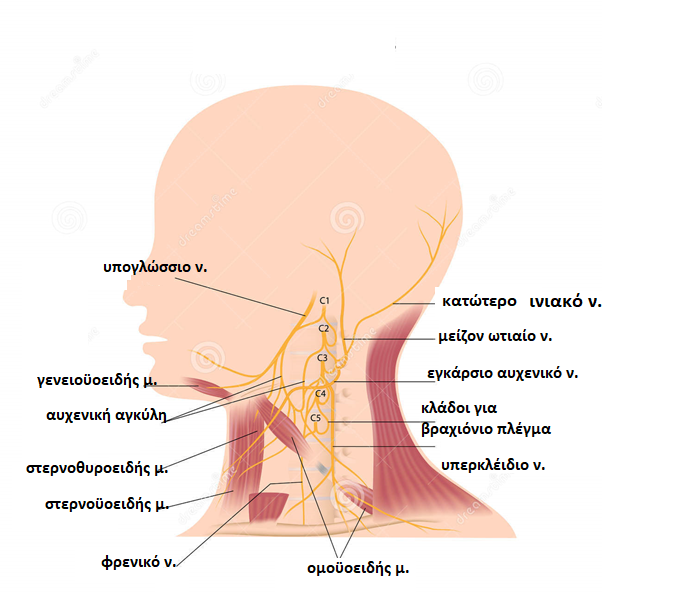 υπογλώσσιο ν.
C1
κατώτερο ινιακό ν.
C2
μείζον ωτιαίο ν.
C3
εγκάρσιο αυχενικό ν.
γενειοϋοειδής μ.
C4
κλάδοι για
βραχιόνιο πλέγμα
αυχενική αγκύλη
C5
υπερκλείδιο ν.
στερνοθυροειδής μ.
στερνοϋοειδής μ.
φρενικό ν.
ομοϋοειδής μ.